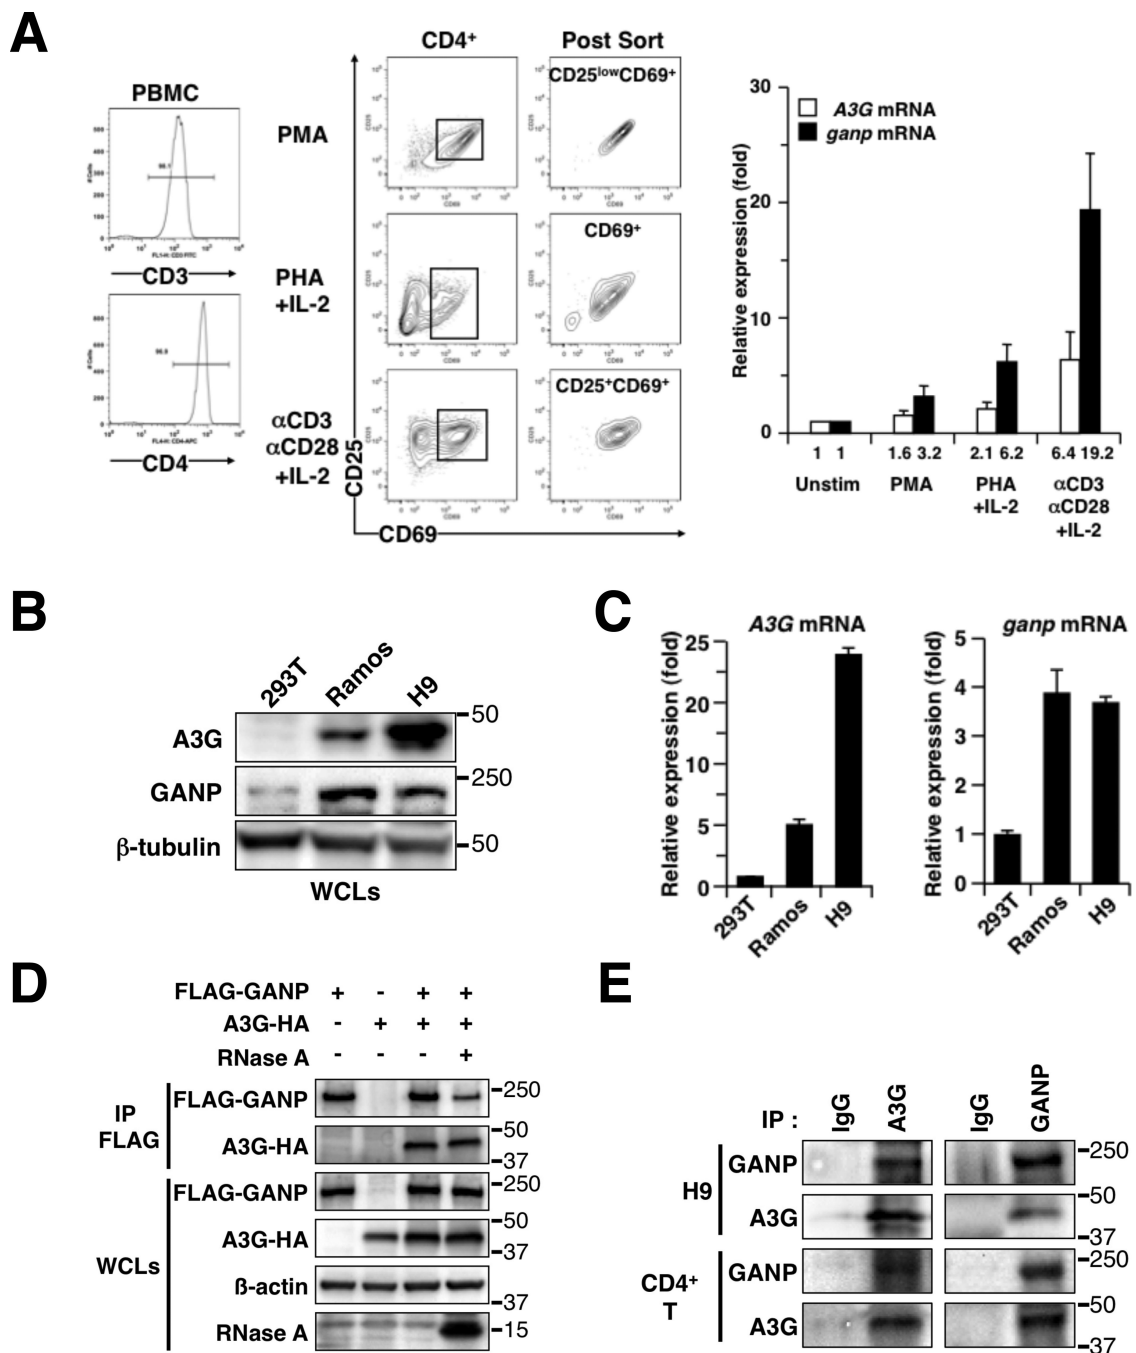 A
PBMC
CD3
CD4
CD4+
Post Sort
PMA
CD25lowCD69+
PHA
+IL-2
CD69+
αCD3
αCD28
+IL-2
CD25+CD69+
CD25
CD69
Relative expression (fold)
30
20
10
0
A3G mRNA
ganp mRNA
1 1 1.6 3.2 2.1 6.2 6.4 19.2
Unstim PMA PHA +IL-2 αCD3 αCD28 +IL-2
B
293T Ramos H9
A3G 50
GANP 250
β-tubulin 50
WCLs
C
A3G mRNA
Relative expression (fold)
25
20
10
5
0
293T Ramos H9
ganp mRNA
Relative expression (fold)
5
4
3
2
1
0
293T Ramos H9
D
FLAG-GANP + - + +
A3G-HA - + + +
RNase A - - - +
IP
FLAG
FLAG-GANP 250
A3G-HA 50 37
WCLs
FLAG-GANP 250
A3G-HA 50 37
ß-actin 37
RNase A 15
E
IP : IgG A3G IgG GANP
H9
GANP 250
A3G 50 37
CD4+
T
GANP 250
A3G 50 37